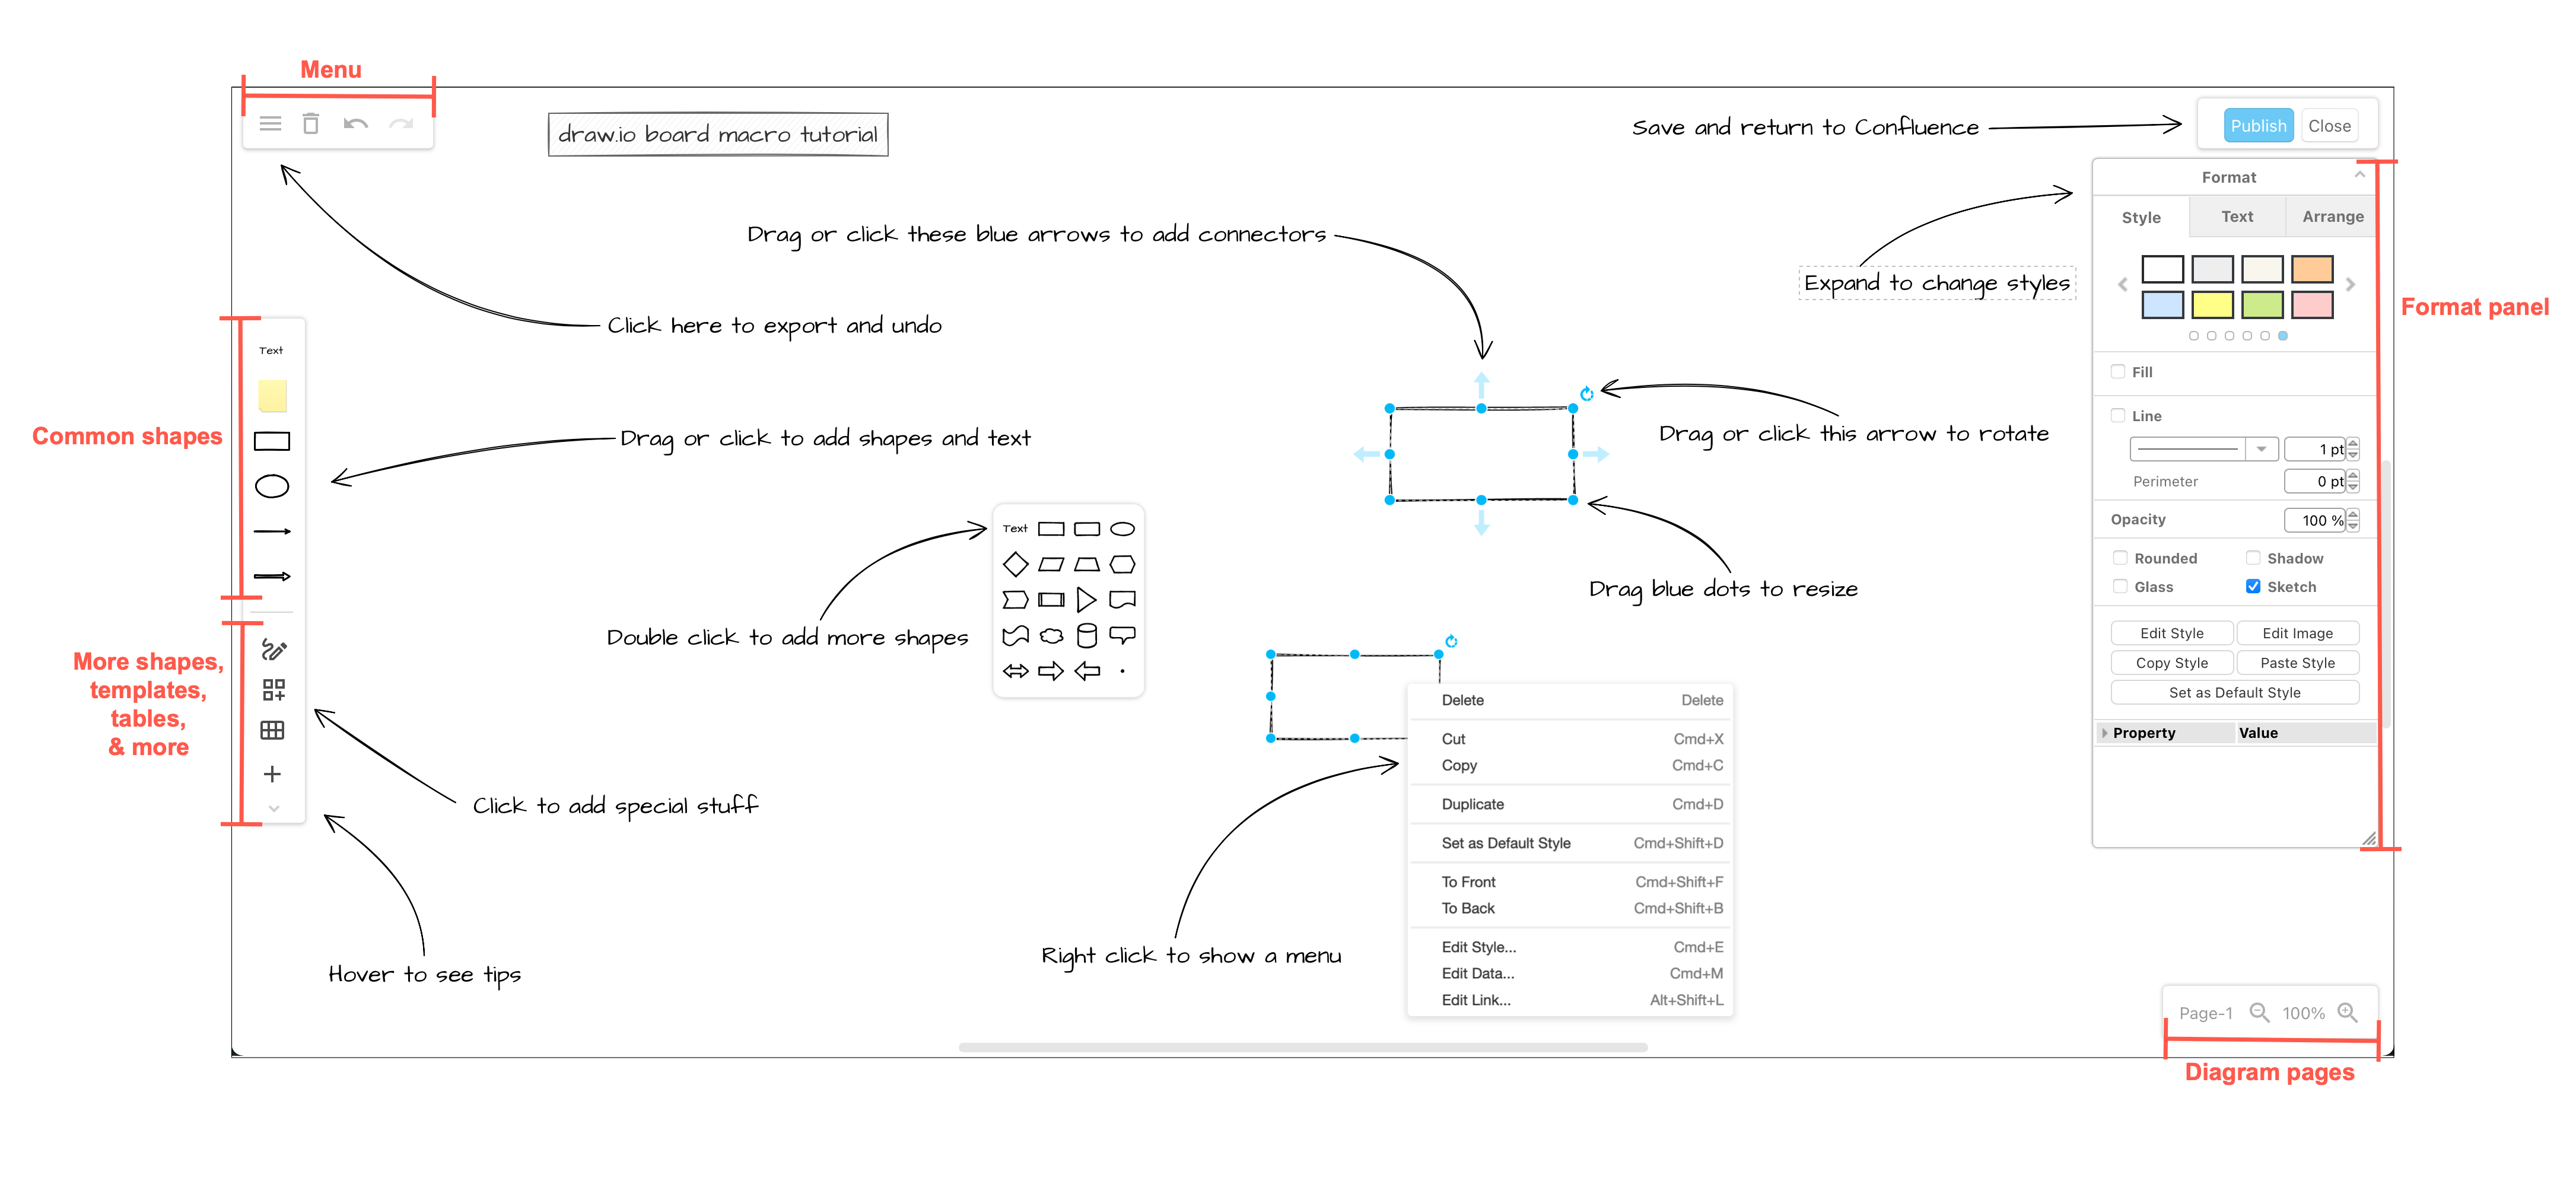 Menu
draw.io board macro tutorial
Save and return to Confluence
Publish
Close
Format
Style
Text
Arrange
Drag or click these blue arrows to add connectors
Expand to change styles
Format panel
Click here to export and undo
Text
Fill
Line
1 pt
Perimeter
0 pt
Common shapes
Drag or click to add shapes and text
Drag or click this arrow to rotate
Opacity
100 %
Text
Rounded
Shadow
Glass
Sketch
Drag blue dots to resize
Double click to add more shapes
Edit Style
Edit Image
Copy Style
Paste Style
Set as Default Style
More shapes,
templates,
tables,
& more
Property
Value
Delete
Delete
Cut
Cmd+X
Copy
Cmd+C
Duplicate
Cmd+D
Set as Default Style
Cmd+Shift+D
To Front
Cmd+Shift+F
To Back
Cmd+Shift+B
Edit Style...
Cmd+E
Edit Data...
Cmd+M
Edit Link...
Alt+Shift+L
Click to add special stuff
Hover to see tips
Right click to show a menu
Page-1
100%
Diagram pages